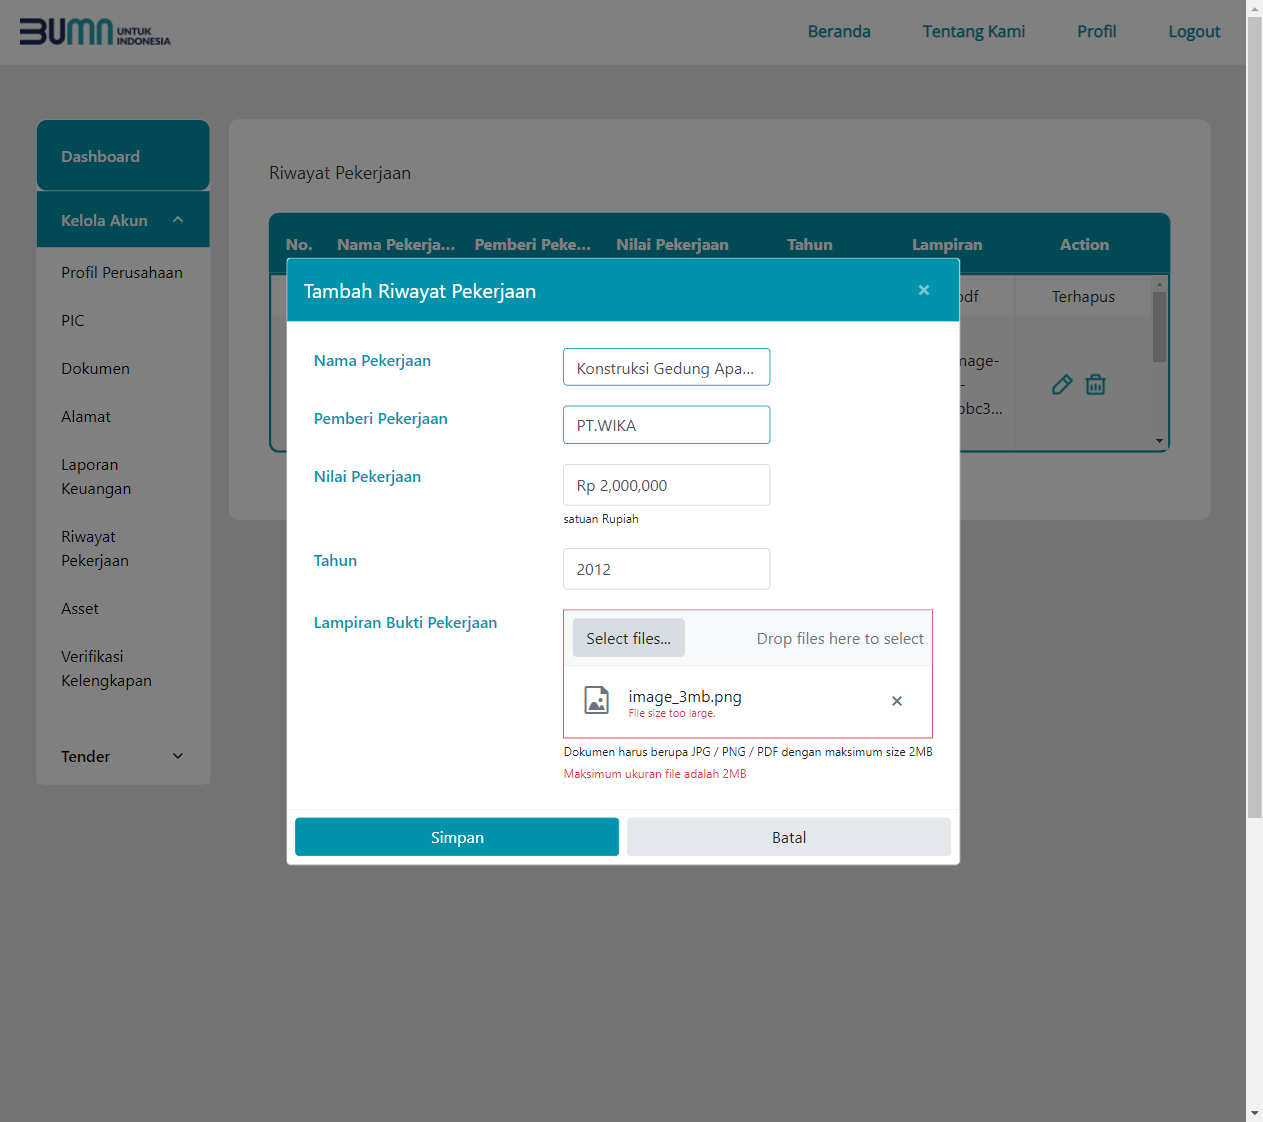 BUMN UNTUK INDONESIA
Beranda
Tentang Kami
Profil
Logout
Dashboard
Kelola Akun
Profil Perusahaan
PIC
Dokumen
Alamat
Laporan
Keuangan
Riwayat
Pekerjaan
Asset
Verifikasi
Kelengkapan
Tender
Riwayat Pekerjaan
No.
Nama Pekerja...
Pemberi Peke...
Nilai Pekerjaan
Tahun
Lampiran
Action
Terhapus
Tambah Riwayat Pekerjaan
Nama Pekerjaan
Konstruksi Gedung Apa...
Pemberi Pekerjaan
PT.WIKA
Nilai Pekerjaan
Rp 2,000,000
satuan Rupiah
Tahun
2012
Lampiran Bukti Pekerjaan
Select files...
Drop files here to select
image_3mb.png
File size too large.
Dokumen harus berupa JPG / PNG / PDF dengan maksimum size 2MB
Maksimum ukuran file adalah 2MB
Simpan
Batal